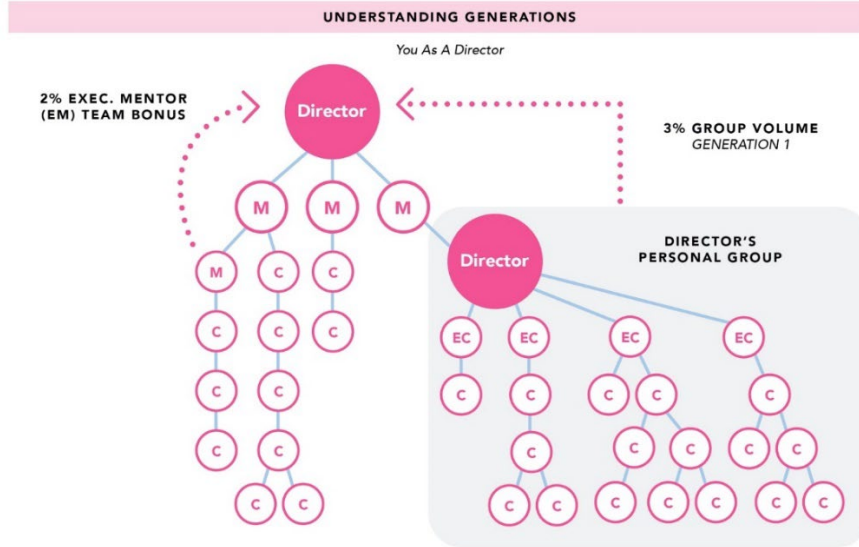 UNDERSTANDING GENERATIONS
You As A Director
2% EXEC. MENTOR
(EM) TEAM BONUS
Director
3% GROUP VOLUME
GENERATION 1
M M M
DIRECTOR'S
PERSONAL GROUP
Director
M C C
C C C
EC EC EC EC
C C
C C C C C
C C
C C C C C
C C
C C C C C C C